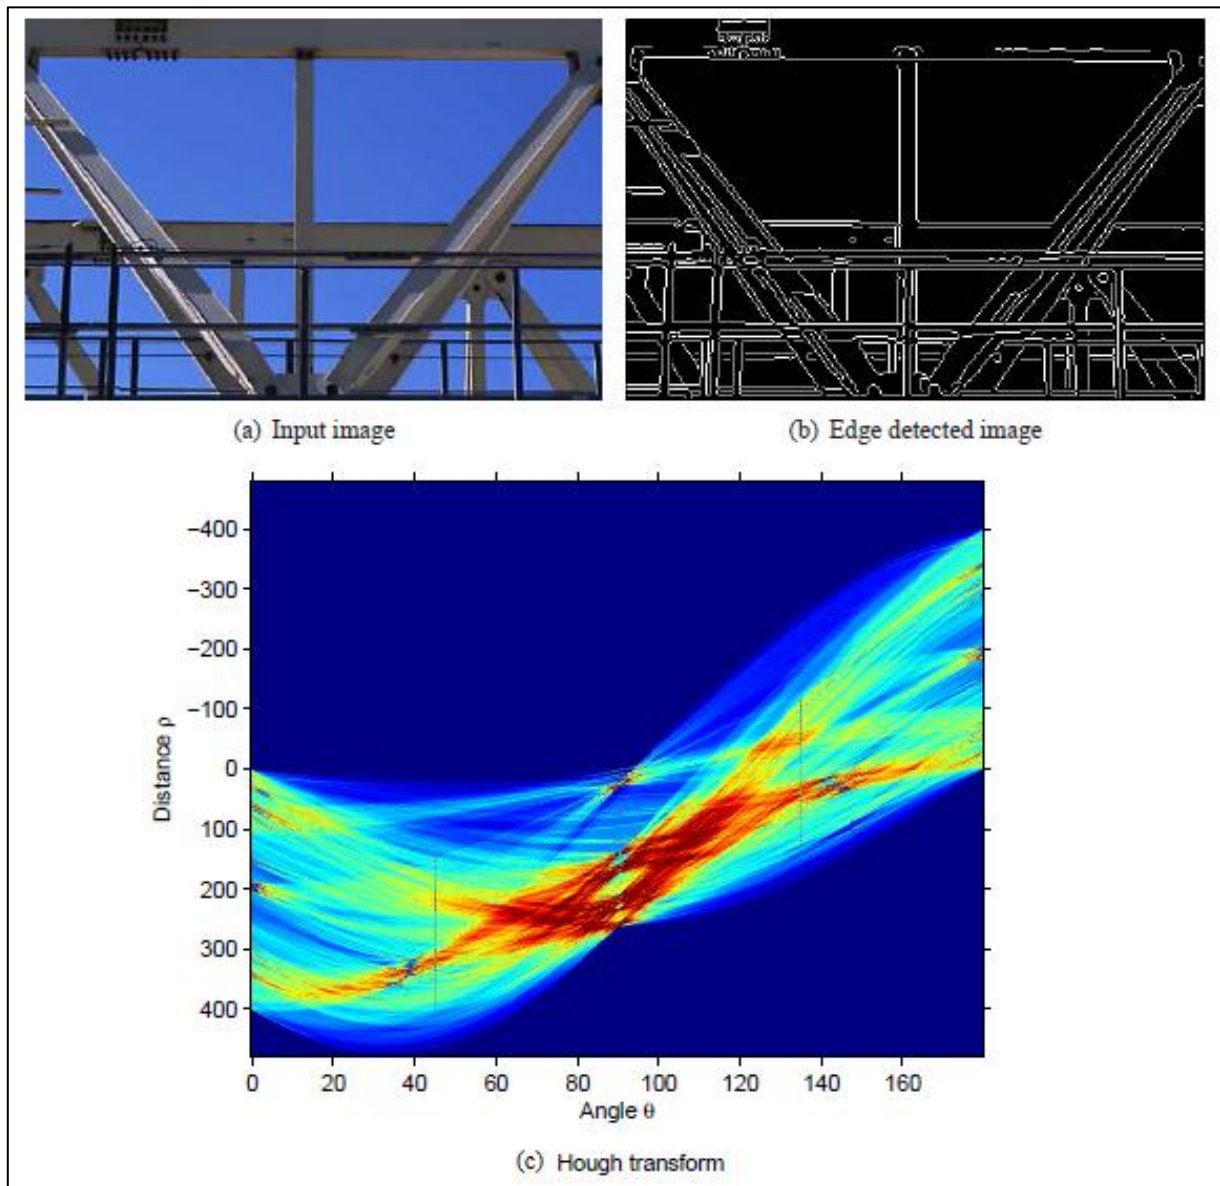 (a) Input image
(b) Edge detected image
−400
−300
−200
−100
0
100
200
300
400
Distance ρ
0 20 40 60 80 100 120 140 160
Angle θ
(c) Hough transform